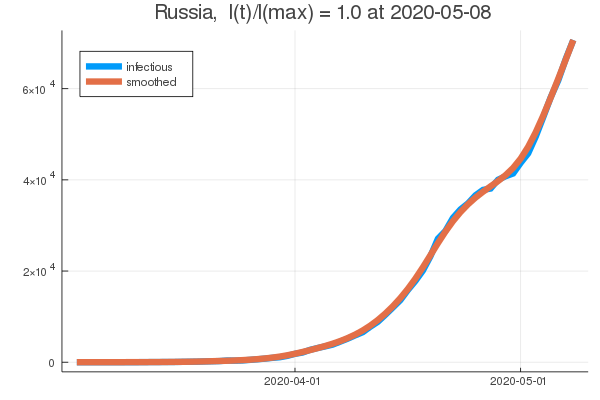 Russia, I(t)/I(max) = 1.0 at 2020-05-08
infectious
smoothed
6×10 4
4×10 4
2×10 4
0
2020-04-01 2020-05-01